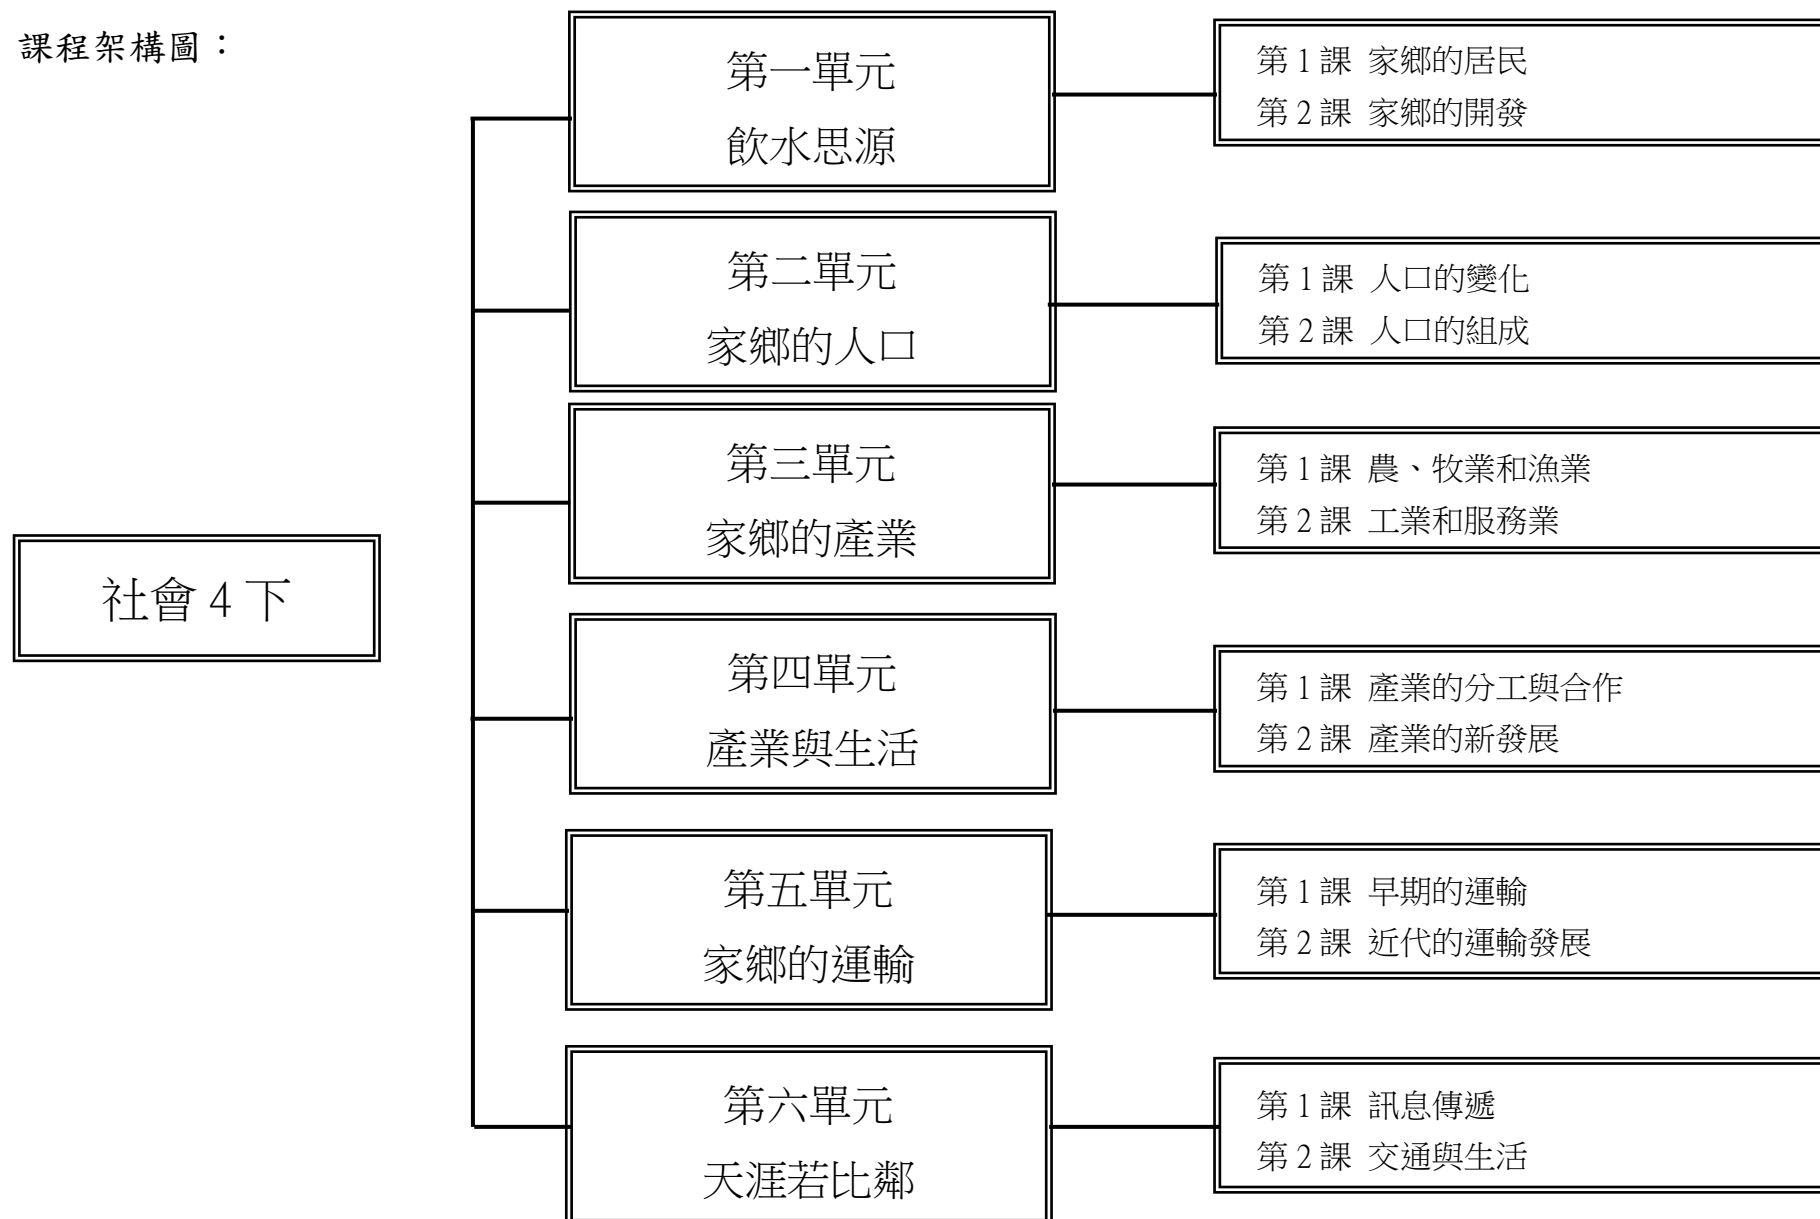 課程架構圖：
社會4下
第一單元
飲水思源
第1課 家鄉的居民
第2課 家鄉的開發
第二單元
家鄉的人口
第1課 人口的變化
第2課 人口的組成
第三單元
家鄉的產業
第1課 農、牧業和漁業
第2課 工業和服務業
第四單元
產業與生活
第1課 產業的分工與合作
第2課 產業的新發展
第五單元
家鄉的運輸
第1課 早期的運輸
第2課 近代的運輸發展
第六單元
天涯若比鄰
第1課 訊息傳遞
第2課 交通與生活